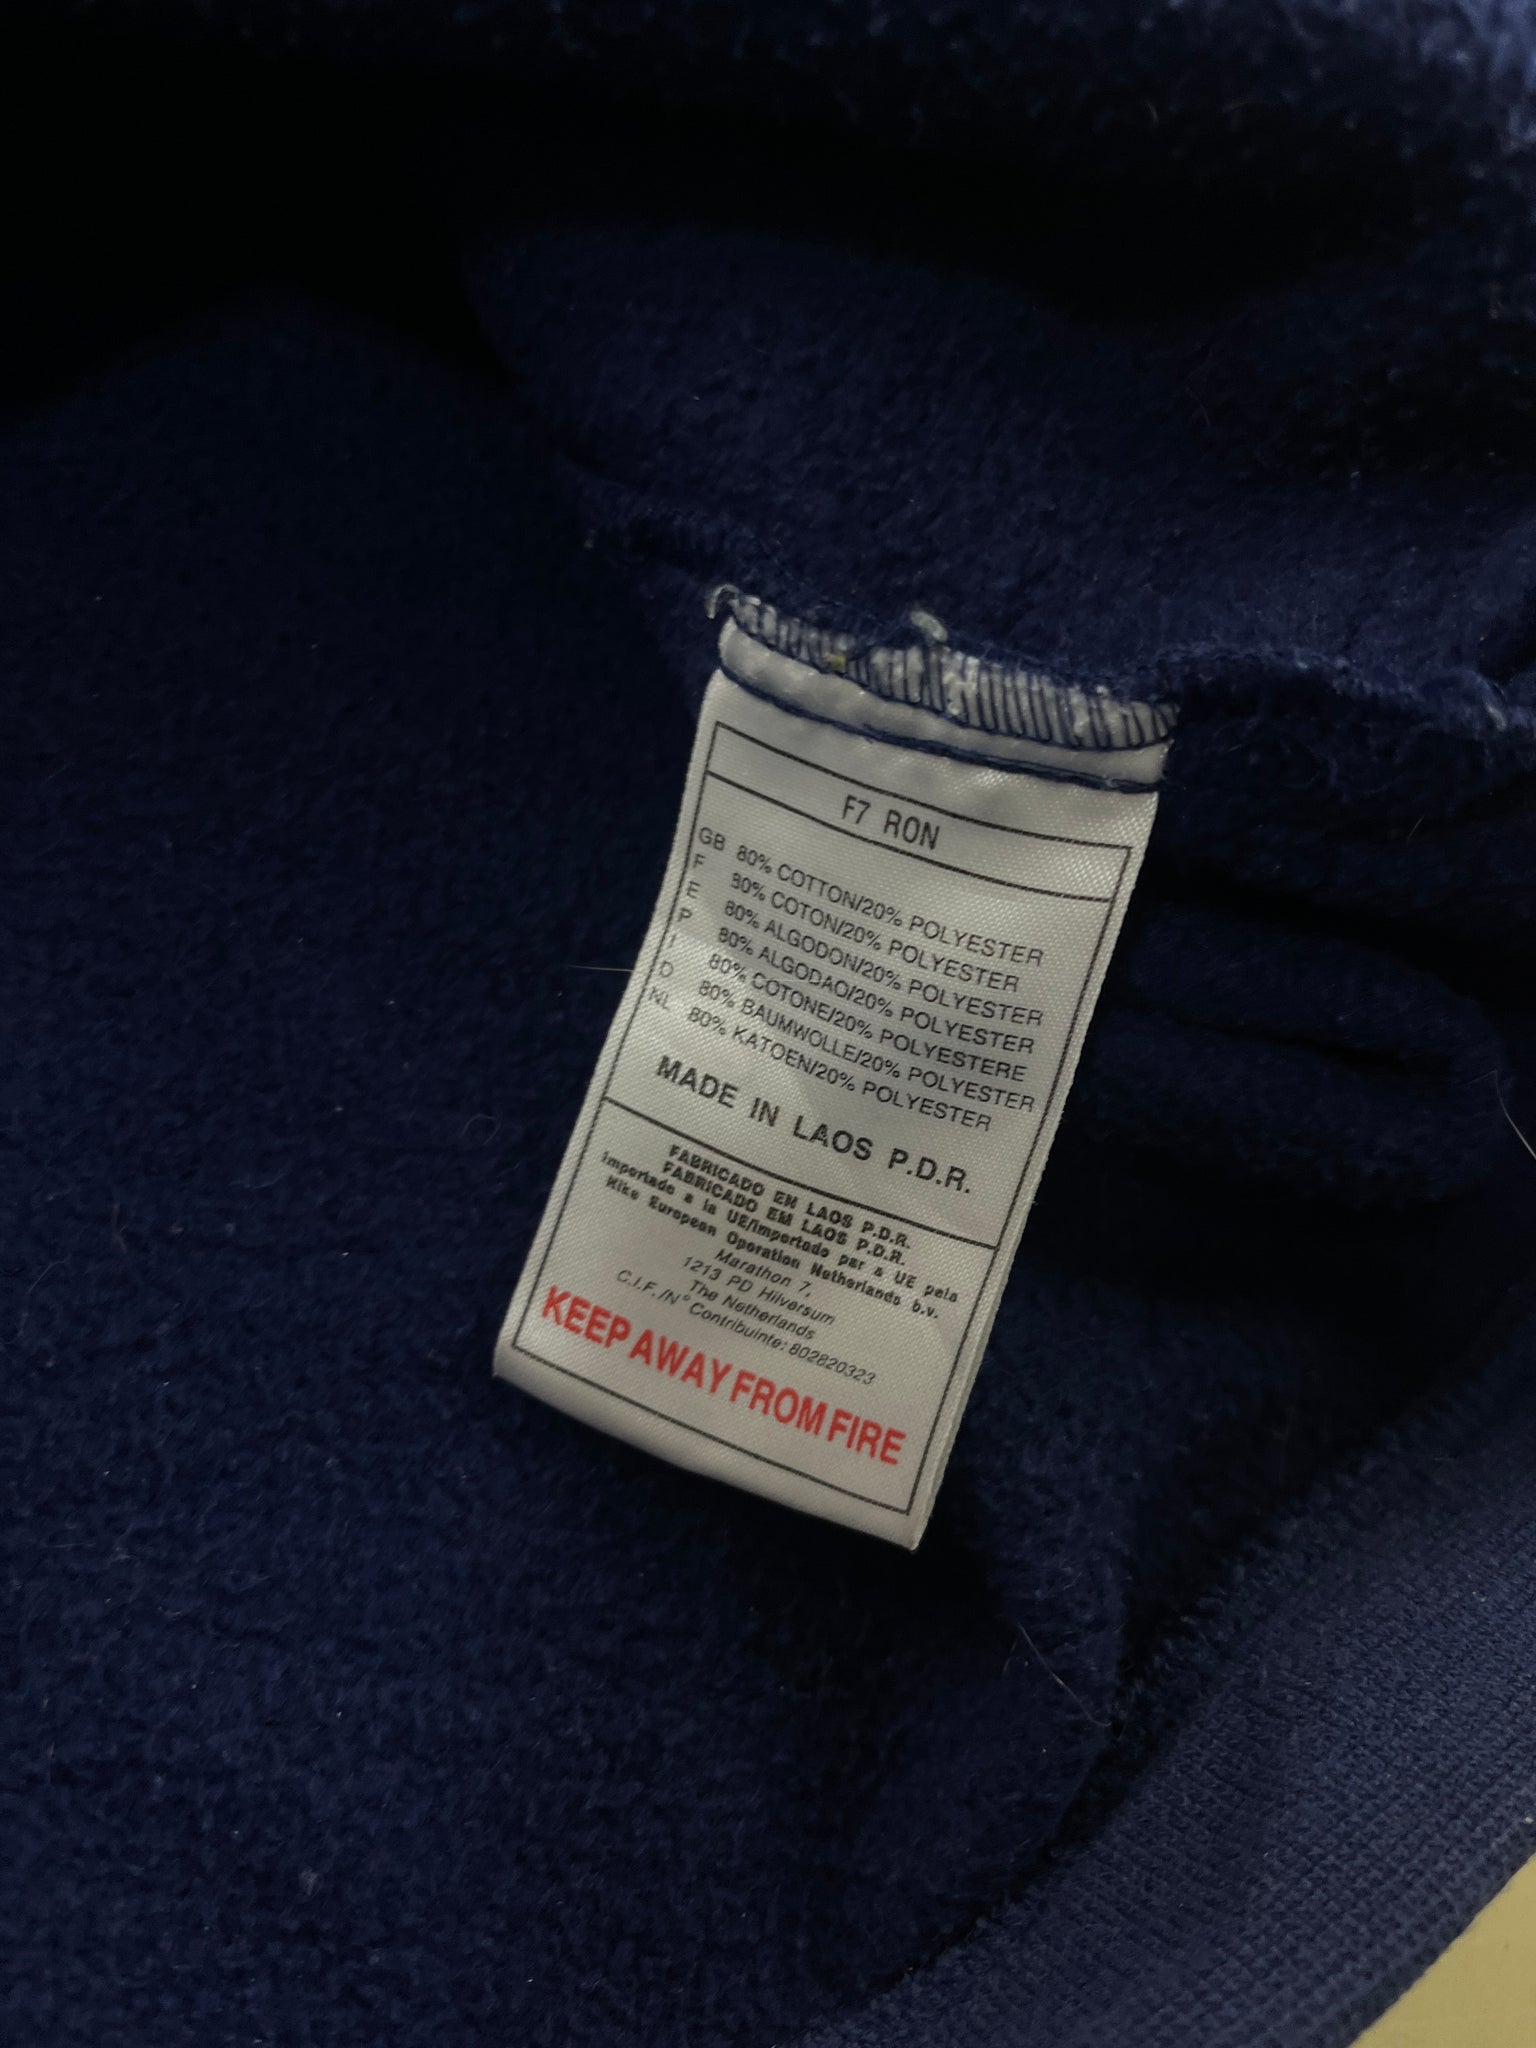 F7 RON
GB 80% COTTON/20% POLYESTER
F 80% COTON/20% POLYESTER
E 80% ALGODON/20% POLYESTER
P 80% ALGODAO/20% POLYESTER
I 80% COTONE/20% POLYESTERE
D 80% BAUMWOLLE/20% POLYESTER
NL 80% KATOEN/20% POLYESTER
MADE IN LAOS P.D.R.
FABRICADO EN LAOS P.D.R.
FABRICADO EM LAOS P.D.R.
Importado a la UE/Importado par a UE pela
Nike European Operation Netherlands b.v.
Marathon 7,
1213 PD Hilversum
The Netherlands
C.I.F./N° Contribuinte: 802820323
KEEP AWAY FROM FIRE